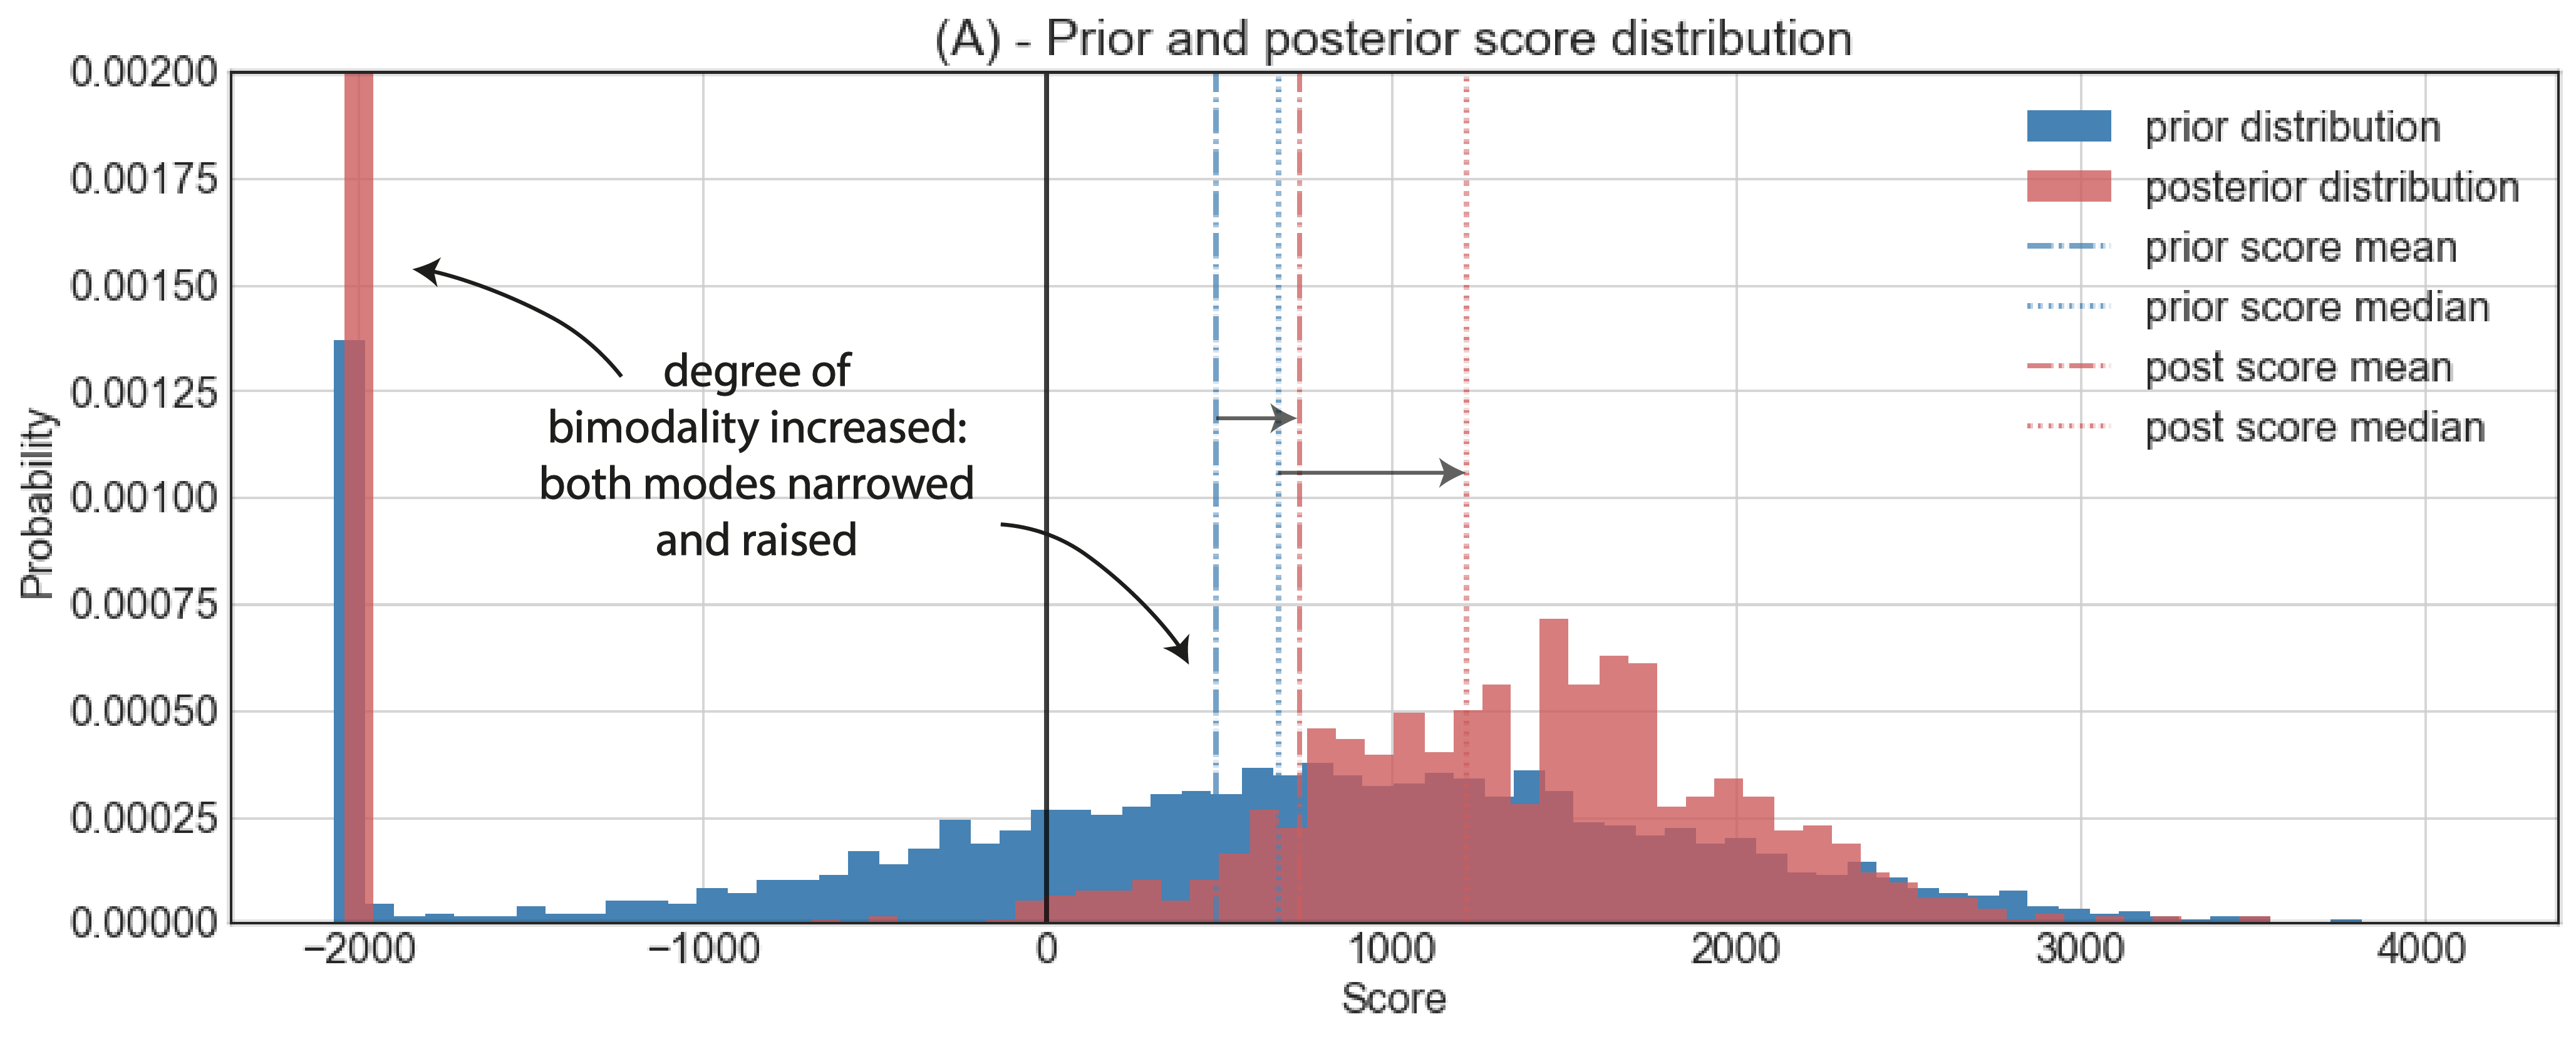 (A) - Prior and posterior score distribution
0.00200
0.00175
0.00150
0.00125
0.00100
0.00075
0.00050
0.00025
0.00000
Probability
prior distribution
posterior distribution
prior score mean
prior score median
post score mean
post score median
degree of
bimodality increased:
both modes narrowed
and raised
−2000 −1000 0 1000 2000 3000 4000
Score